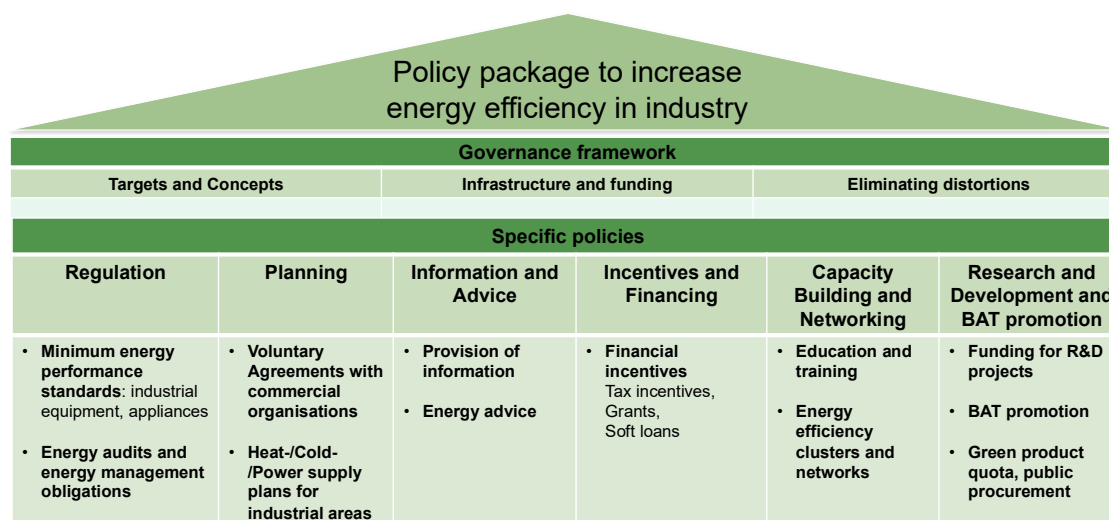 Policy package to increase
energy efficiency in industry
Governance framework
Targets and Concepts
Infrastructure and funding
Eliminating distortions
Specific policies
Regulation
Planning
Information and
Advice
Incentives and
Financing
Capacity
Building and
Networking
Research and
Development and
BAT promotion
• Minimum energy
performance
standards: industrial
equipment, appliances
• Energy audits and
energy management
obligations
• Voluntary
Agreements with
commercial
organisations
• Heat-/Cold-
/Power supply
plans for
industrial areas
• Provision of
information
• Energy advice
• Financial
incentives
Tax incentives,
Grants,
Soft loans
• Education and
training
• Energy
efficiency
clusters and
networks
• Funding for R&D
projects
• BAT promotion
• Green product
quota, public
procurement